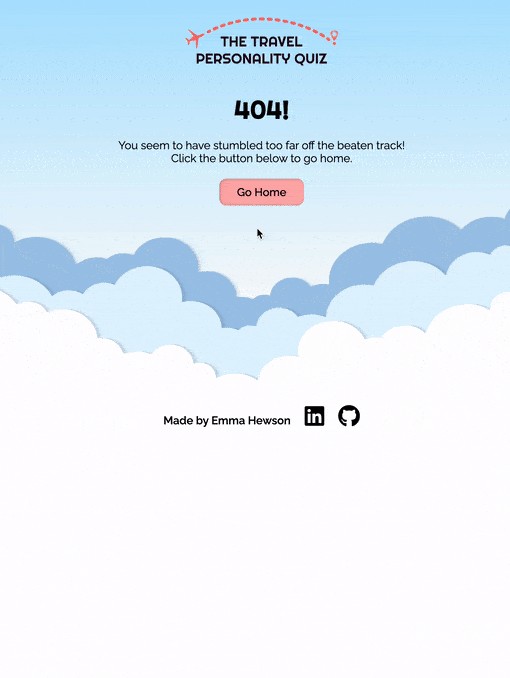 THE TRAVEL
PERSONALITY QUIZ
404!
You seem to have stumbled too far off the beaten track!
Click the button below to go home.
Go Home
Made by Emma Hewson
in